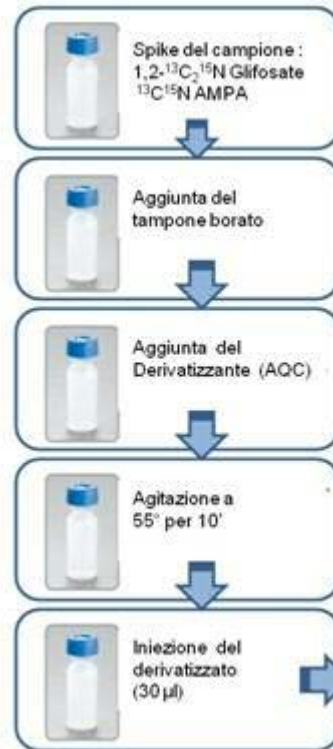 Spike del campione :
1,2-¹³C₂¹⁵N Glifosate
¹³C¹⁵N AMPA
Aggiunta del
tampone borato
Aggiunta del
Derivatizzante (AQC)
Agitazione a
55° per 10'
Iniezione del
derivatizzato
(30 µl)